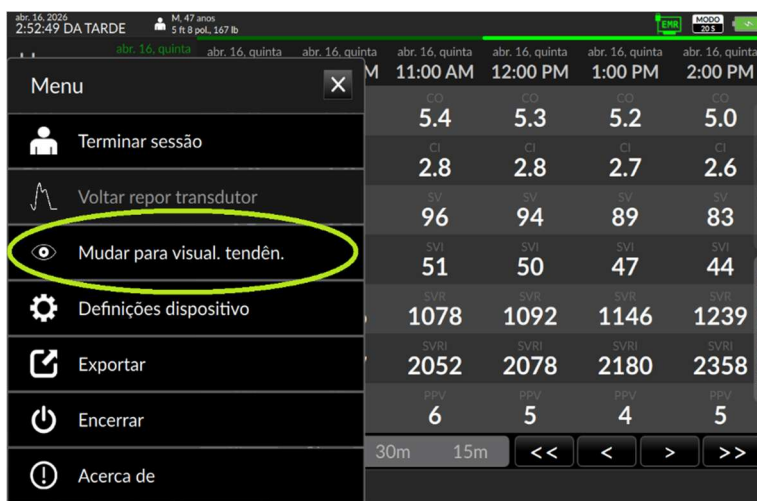 abr. 16, 2026
2:52:49 DA TARDE
M, 47 anos
5 ft 8 pol., 167 lb
EMR
MODO
20 S
abr. 16, quinta abr. 16, quinta abr. 16, quinta abr. 16, quinta abr. 16, quinta abr. 16, quinta abr. 16, quinta
M 11:00 AM 12:00 PM 1:00 PM 2:00 PM
Menu
Terminar sessão
Voltar repor transdutor
Mudar para visual. tendên.
Definições dispositivo
Exportar
Encerrar
Acerca de
CO CO CO CO
5.4 5.3 5.2 5.0
CI CI CI CI
2.8 2.8 2.7 2.6
SV SV SV SV
96 94 89 83
SVI SVI SVI SVI
51 50 47 44
SVR SVR SVR SVR
1078 1092 1146 1239
SVRI SVRI SVRI SVRI
2052 2078 2180 2358
PPV PPV PPV PPV
6 5 4 5
30m 15m << < > >>